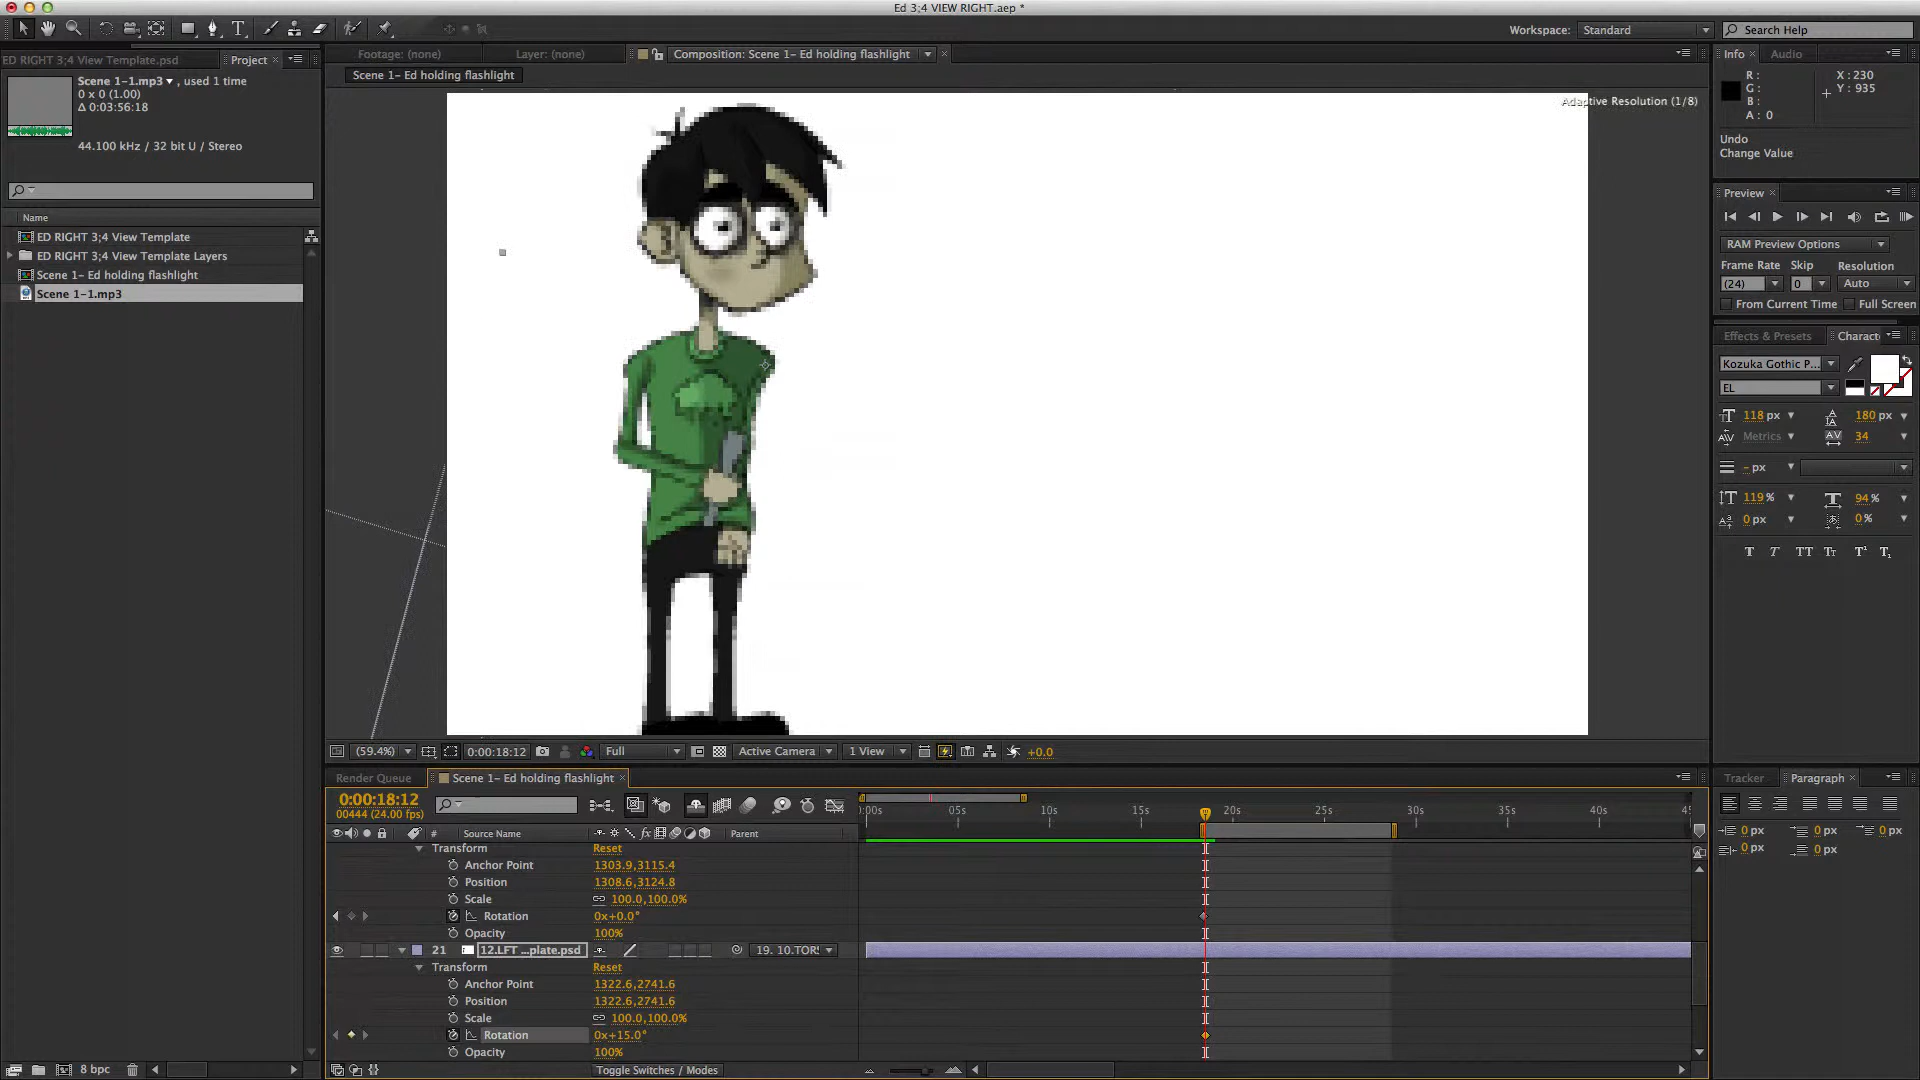 Ed 3;4 VIEW RIGHT.aep *
Workspace: Standard
Search Help
ED RIGHT 3;4 View Template.psd
Project
Footage: (none)
Layer: (none)
Composition: Scene 1- Ed holding flashlight
Info
Audio
Scene 1- Ed holding flashlight
Scene 1-1.mp3 , used 1 time
0 x 0 (1.00)
Δ 0:03:56:18
44.100 kHz / 32 bit U / Stereo
Adaptive Resolution (1/8)
R :
G :
B :
A : 0
X : 230
Y : 935
Undo
Change Value
Preview
RAM Preview Options
Frame Rate Skip Resolution
(24) 0 Auto
From Current Time Full Screen
Name
ED RIGHT 3;4 View Template
ED RIGHT 3;4 View Template Layers
Scene 1- Ed holding flashlight
Scene 1-1.mp3
Effects & Presets
Charact
Kozuka Gothic P...
EL
118 px 180 px
Metrics 34
- px
119 % 94 %
0 px 0 %
T T TT Tт T¹ T₁
(59.4%) 0:00:18:12 Full Active Camera 1 View +0.0
Render Queue
Scene 1- Ed holding flashlight
Tracker
Paragraph
0:00:18:12
00444 (24.00 fps)
:00s 05s 10s 15s 20s 25s 30s 35s 40s
# Source Name Parent
Transform Reset
Anchor Point 1303.9,3115.4
Position 1308.6,3124.8
Scale 100.0,100.0%
Rotation 0x+0.0°
Opacity 100%
21 12.LFT ...plate.psd 19. 10.TOR
Transform Reset
Anchor Point 1322.6,2741.6
Position 1322.6,2741.6
Scale 100.0,100.0%
Rotation 0x+15.0°
Opacity 100%
0 px 0 px 0 px
0 px 0 px
8 bpc
Toggle Switches / Modes